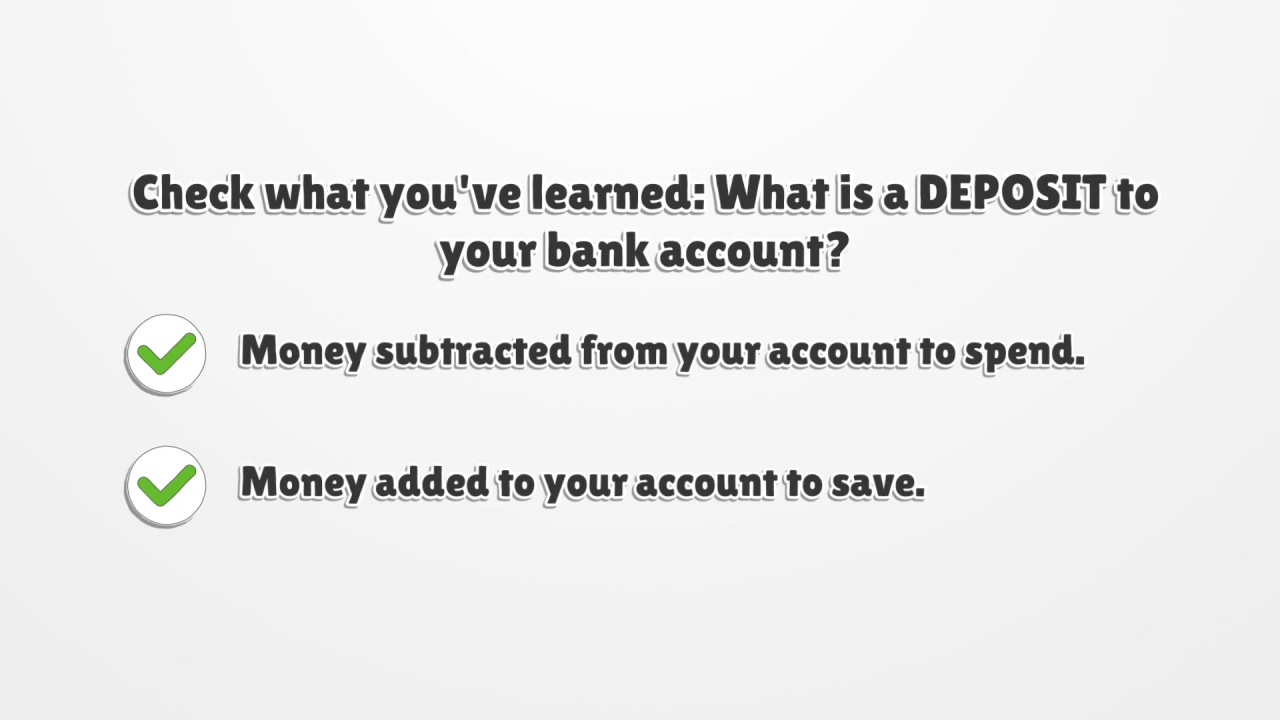 Check what you've learned: What is a DEPOSIT to
your bank account?
Money subtracted from your account to spend.
Money added to your account to save.